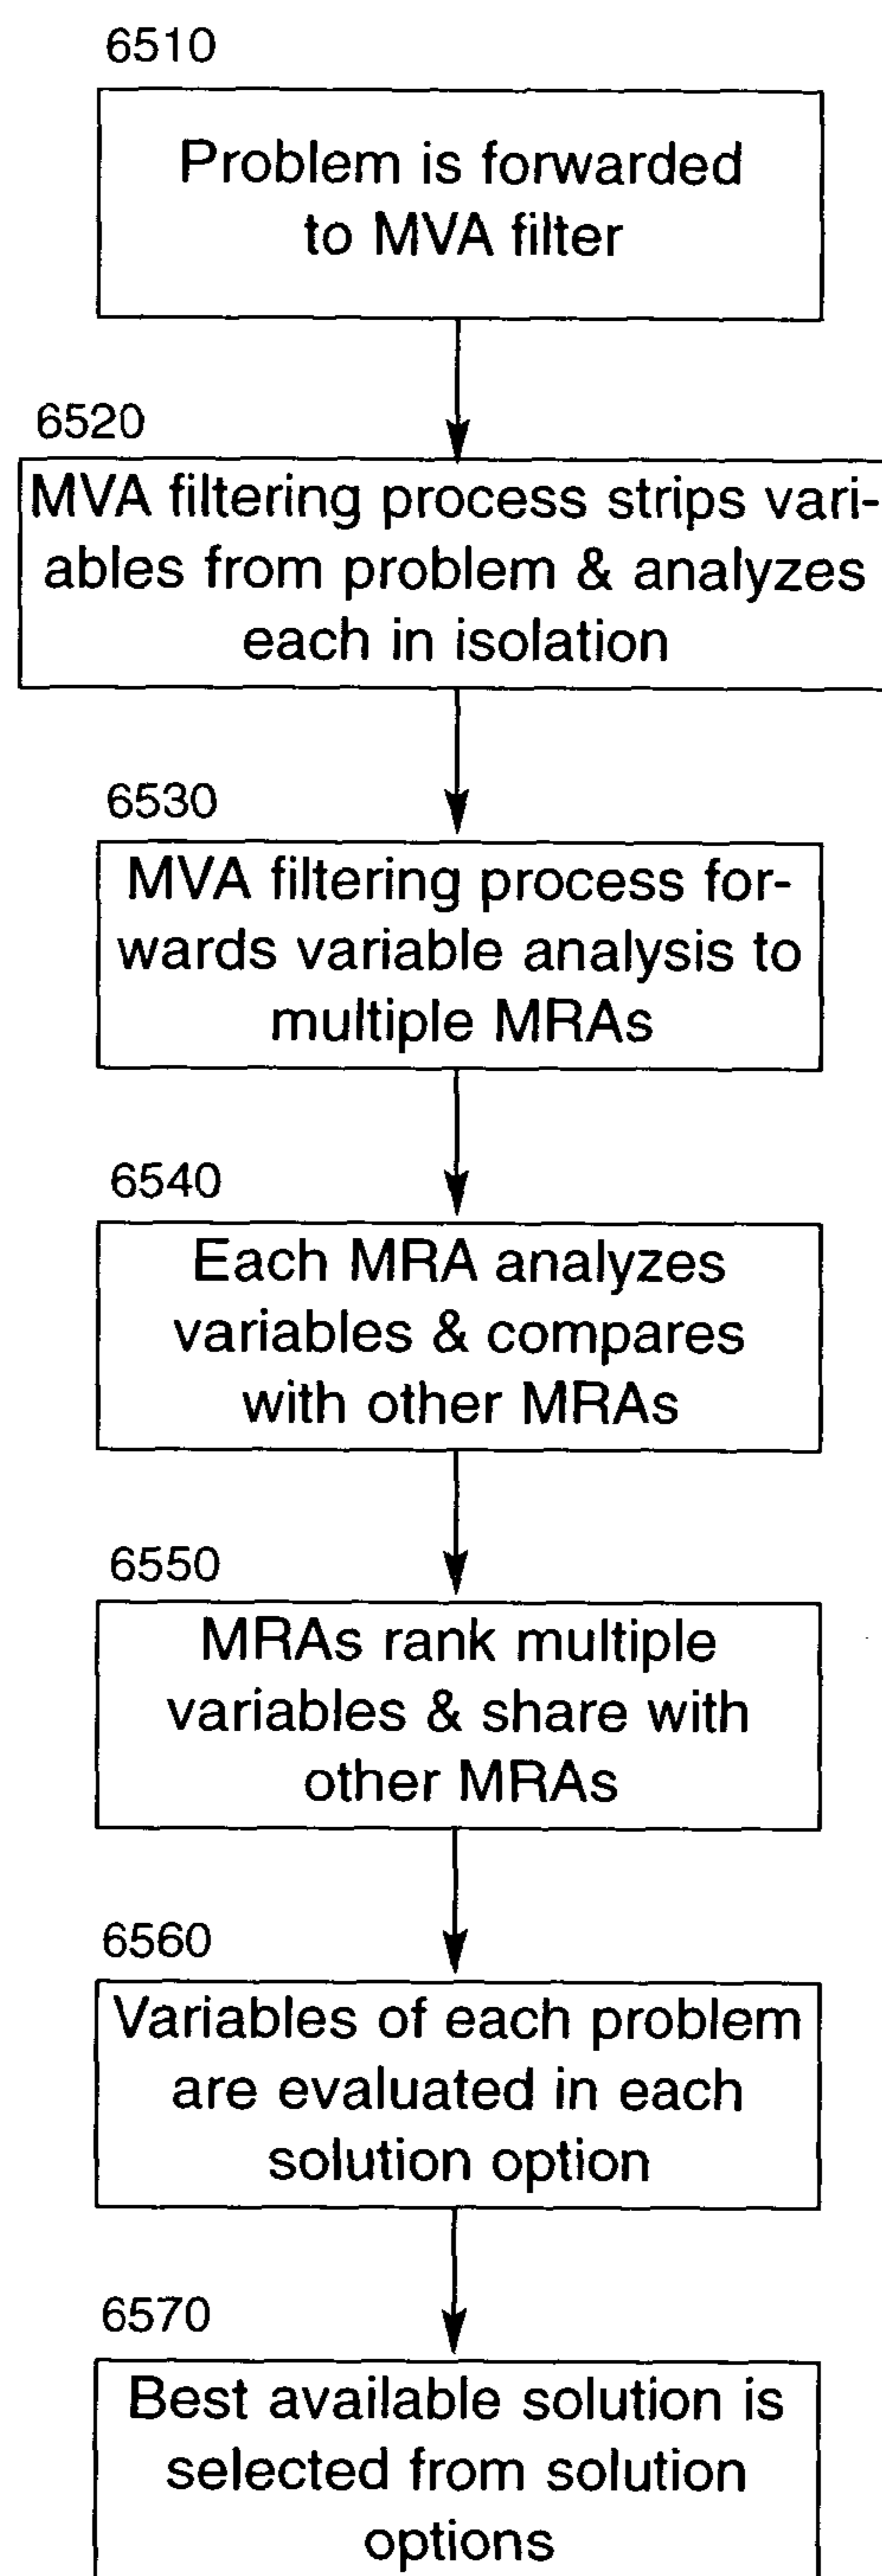 6510
Problem is forwarded
to MVA filter
6520
MVA filtering process strips vari-
ables from problem & analyzes
each in isolation
6530
MVA filtering process for-
wards variable analysis to
multiple MRAs
6540
Each MRA analyzes
variables & compares
with other MRAs
6550
MRAs rank multiple
variables & share with
other MRAs
6560
Variables of each problem
are evaluated in each
solution option
6570
Best available solution is
selected from solution
options